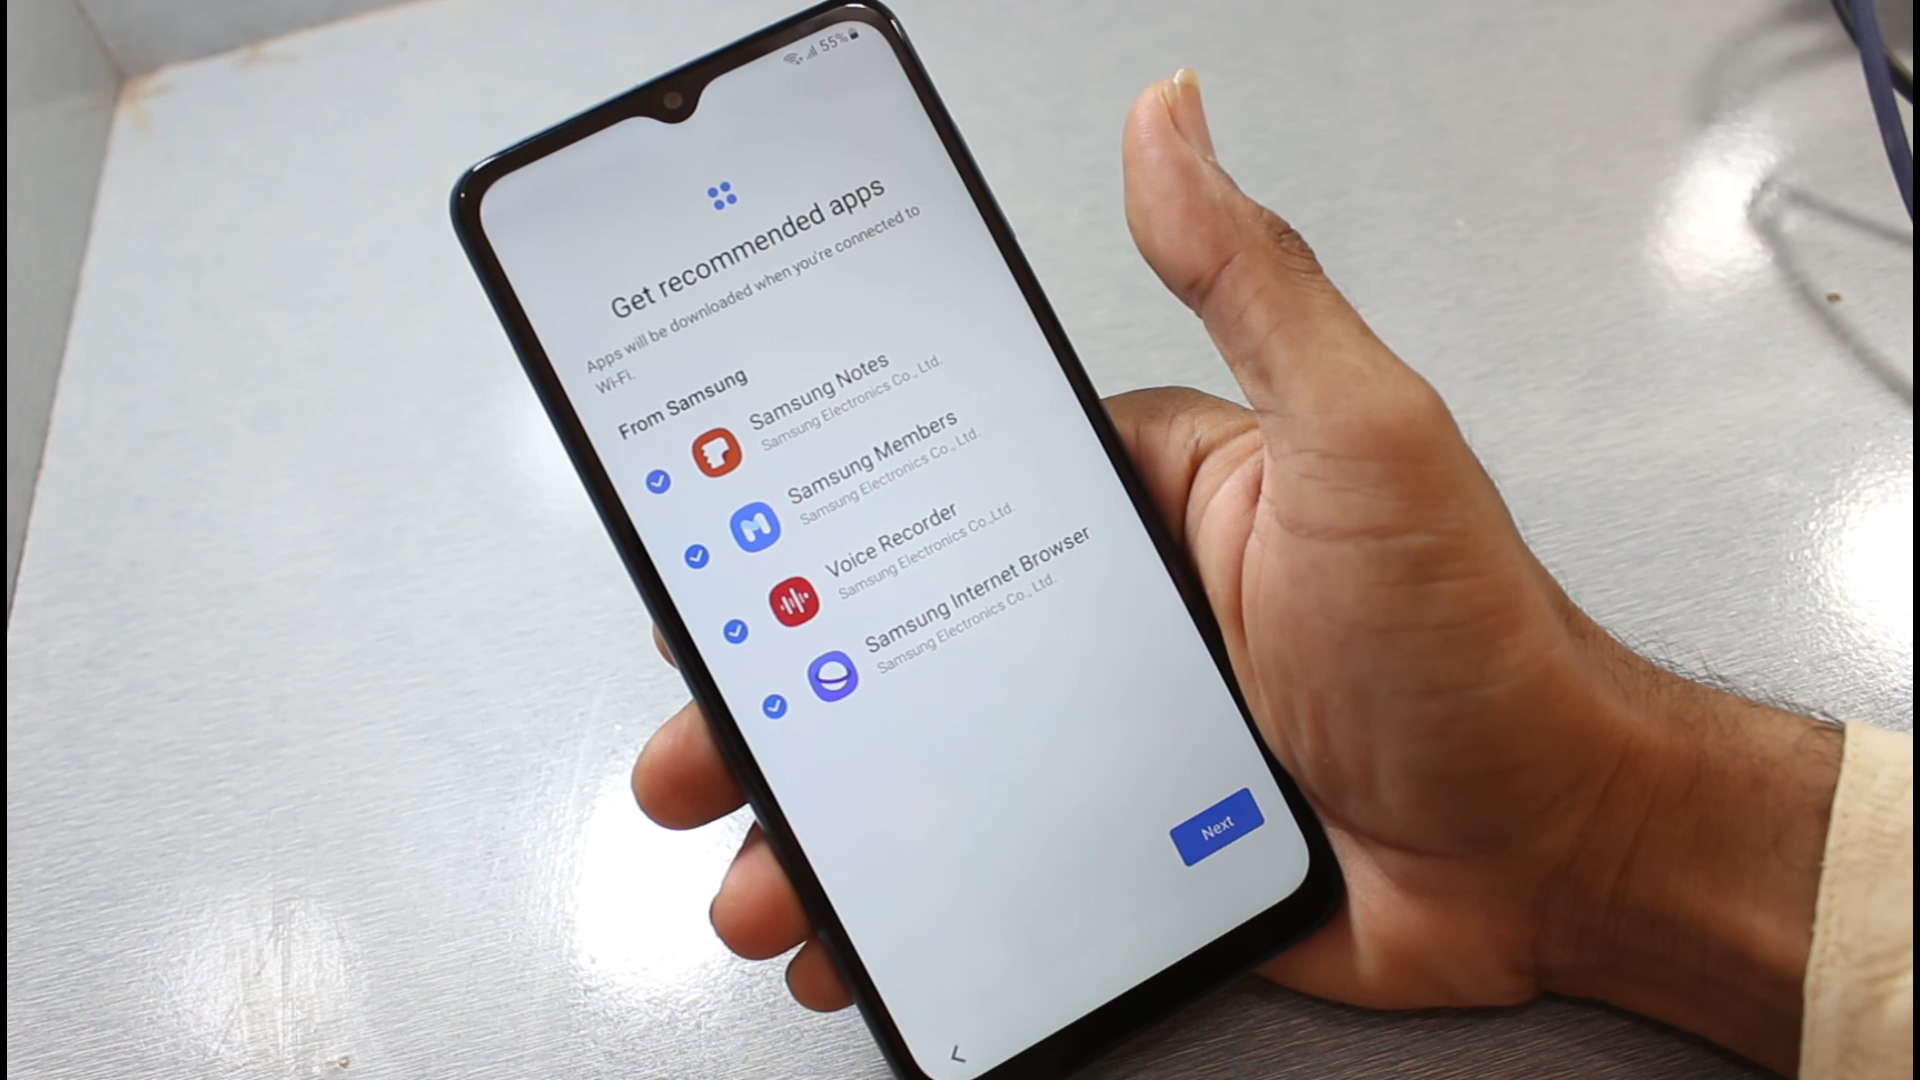 55%
Get recommended apps
Apps will be downloaded when you're connected to
Wi-Fi.
From Samsung
Samsung Notes
Samsung Electronics Co., Ltd.
Samsung Members
Samsung Electronics Co., Ltd.
Voice Recorder
Samsung Electronics Co.,Ltd.
Samsung Internet Browser
Samsung Electronics Co., Ltd.
Next